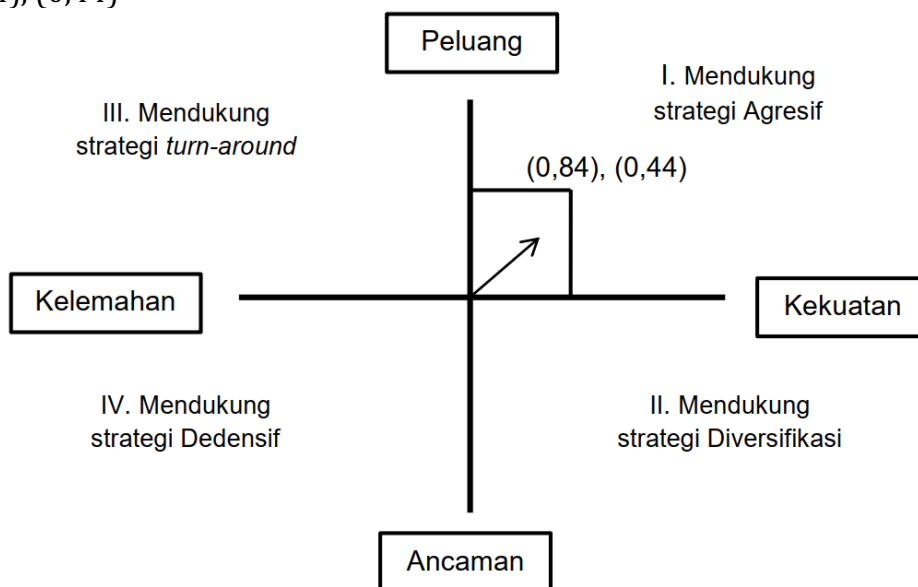 Peluang
I. Mendukung
strategi Agresif
III. Mendukung
strategi turn-around
(0,84), (0,44)
Kelemahan
Kekuatan
IV. Mendukung
strategi Dedensif
II. Mendukung
strategi Diversifikasi
Ancaman